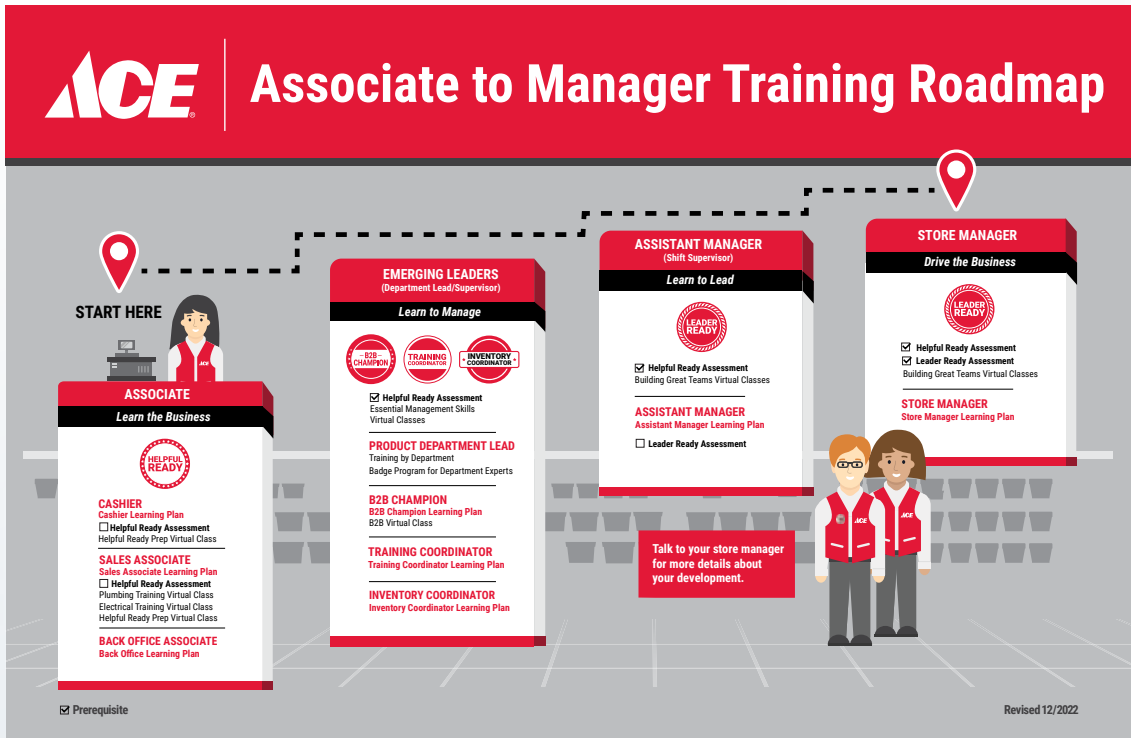 ACE
Associate to Manager Training Roadmap
START HERE
ACE
ASSOCIATE
Learn the Business
HELPFUL
READY
CASHIER
Cashier Learning Plan
☐ Helpful Ready Assessment
Helpful Ready Prep Virtual Class
SALES ASSOCIATE
Sales Associate Learning Plan
☐ Helpful Ready Assessment
Plumbing Training Virtual Class
Electrical Training Virtual Class
Helpful Ready Prep Virtual Class
BACK OFFICE ASSOCIATE
Back Office Learning Plan
EMERGING LEADERS
(Department Lead/Supervisor)
Learn to Manage
B2B
CHAMPION
TRAINING
COORDINATOR
INVENTORY
COORDINATOR
☑ Helpful Ready Assessment
Essential Management Skills
Virtual Classes
PRODUCT DEPARTMENT LEAD
Training by Department
Badge Program for Department Experts
B2B CHAMPION
B2B Champion Learning Plan
B2B Virtual Class
TRAINING COORDINATOR
Training Coordinator Learning Plan
INVENTORY COORDINATOR
Inventory Coordinator Learning Plan
ASSISTANT MANAGER
(Shift Supervisor)
Learn to Lead
LEADER
READY
☑ Helpful Ready Assessment
Building Great Teams Virtual Classes
ASSISTANT MANAGER
Assistant Manager Learning Plan
☐ Leader Ready Assessment
STORE MANAGER
Drive the Business
LEADER
READY
☑ Helpful Ready Assessment
☑ Leader Ready Assessment
Building Great Teams Virtual Classes
STORE MANAGER
Store Manager Learning Plan
Talk to your store manager
for more details about
your development.
ACE
ACE
☑ Prerequisite
Revised 12/2022